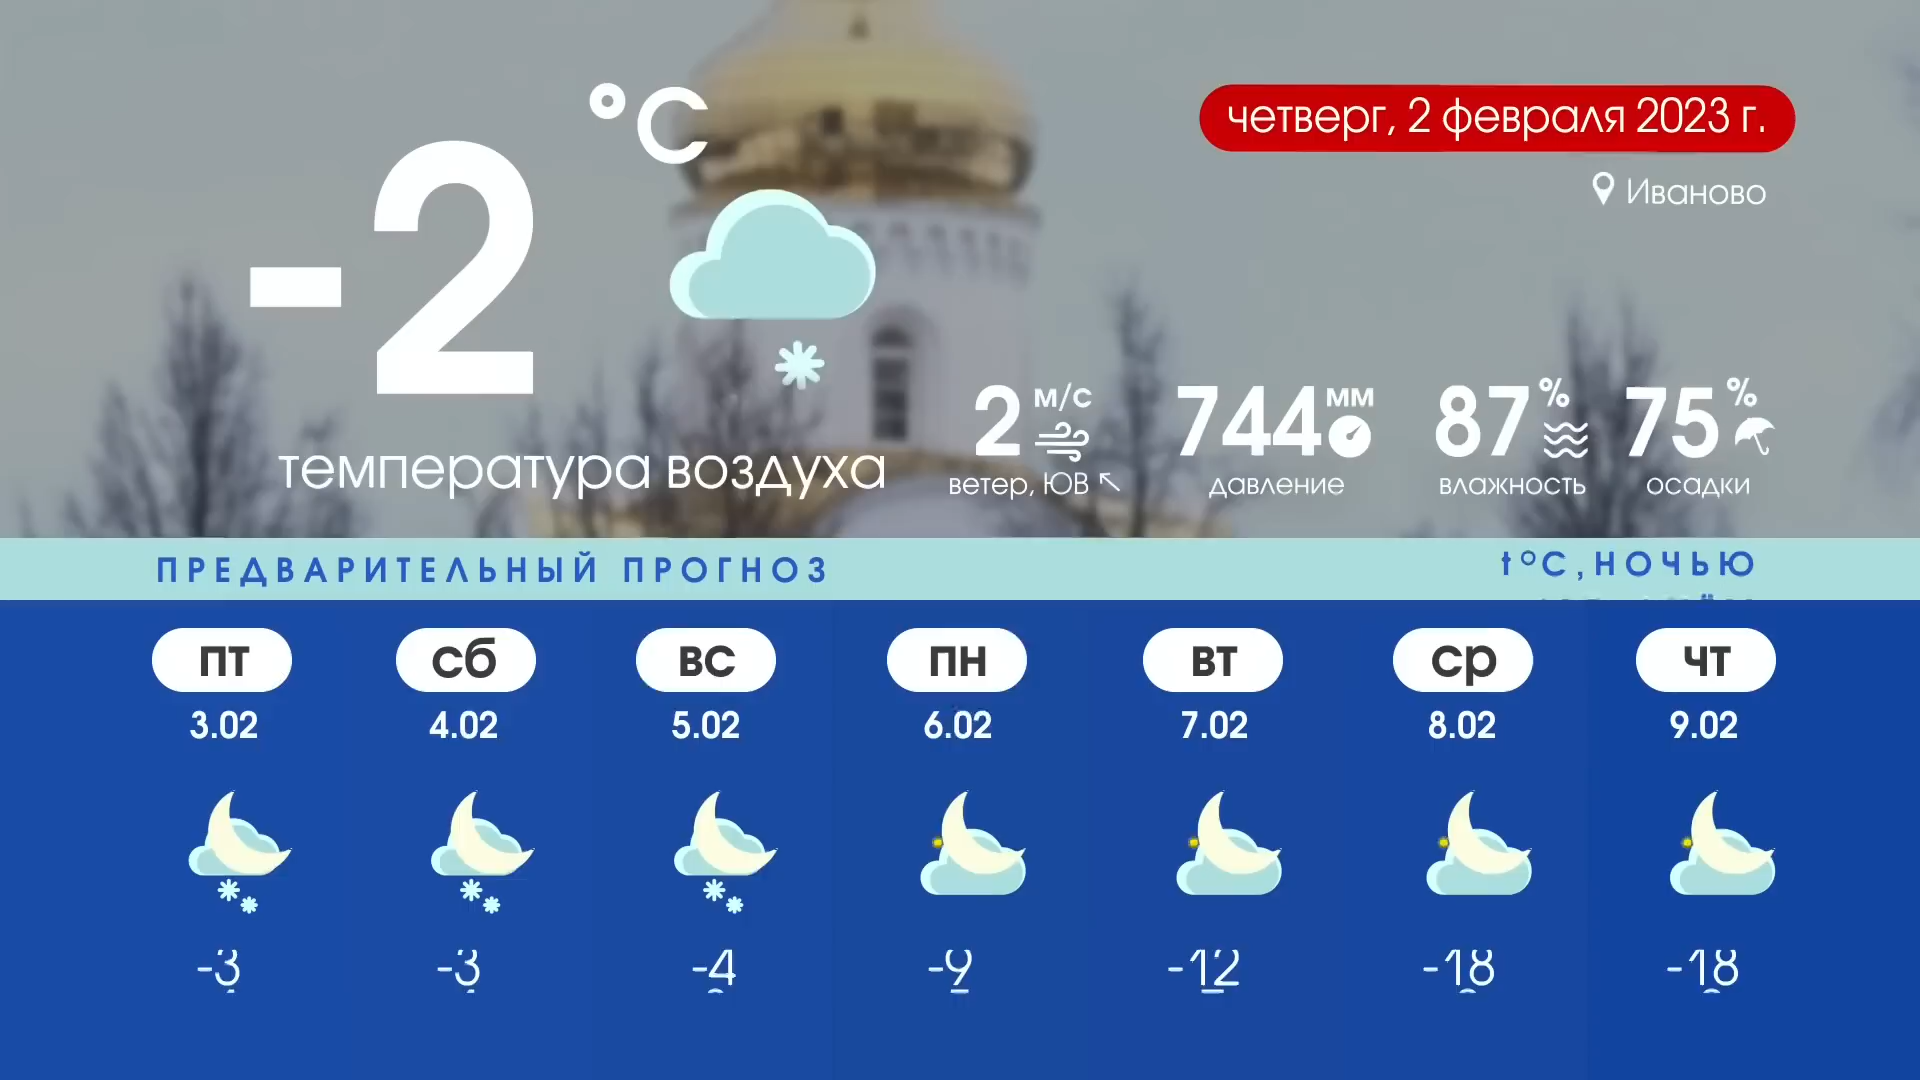 °C
-2
температура воздуха
четверг, 2 февраля 2023 г.
Иваново
2 м/с
ветер, ЮВ ↖
744 мм
давление
87 %
влажность
75 %
осадки
ПРЕДВАРИТЕЛЬНЫЙ ПРОГНОЗ
t°C, НОЧЬЮ
пт сб вс пн вт ср чт
3.02 4.02 5.02 6.02 7.02 8.02 9.02
-3 -3 -4 -9 -12 -18 -18